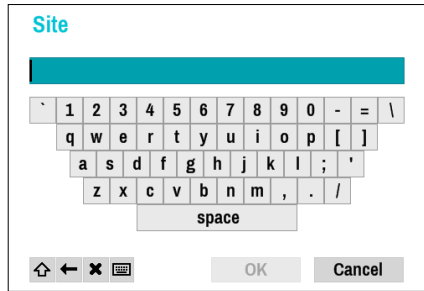 Site
` 1 2 3 4 5 6 7 8 9 0 - = \
q w e r t y u i o p [ ]
a s d f g h j k l ; '
z x c v b n m , . /
space
OK Cancel